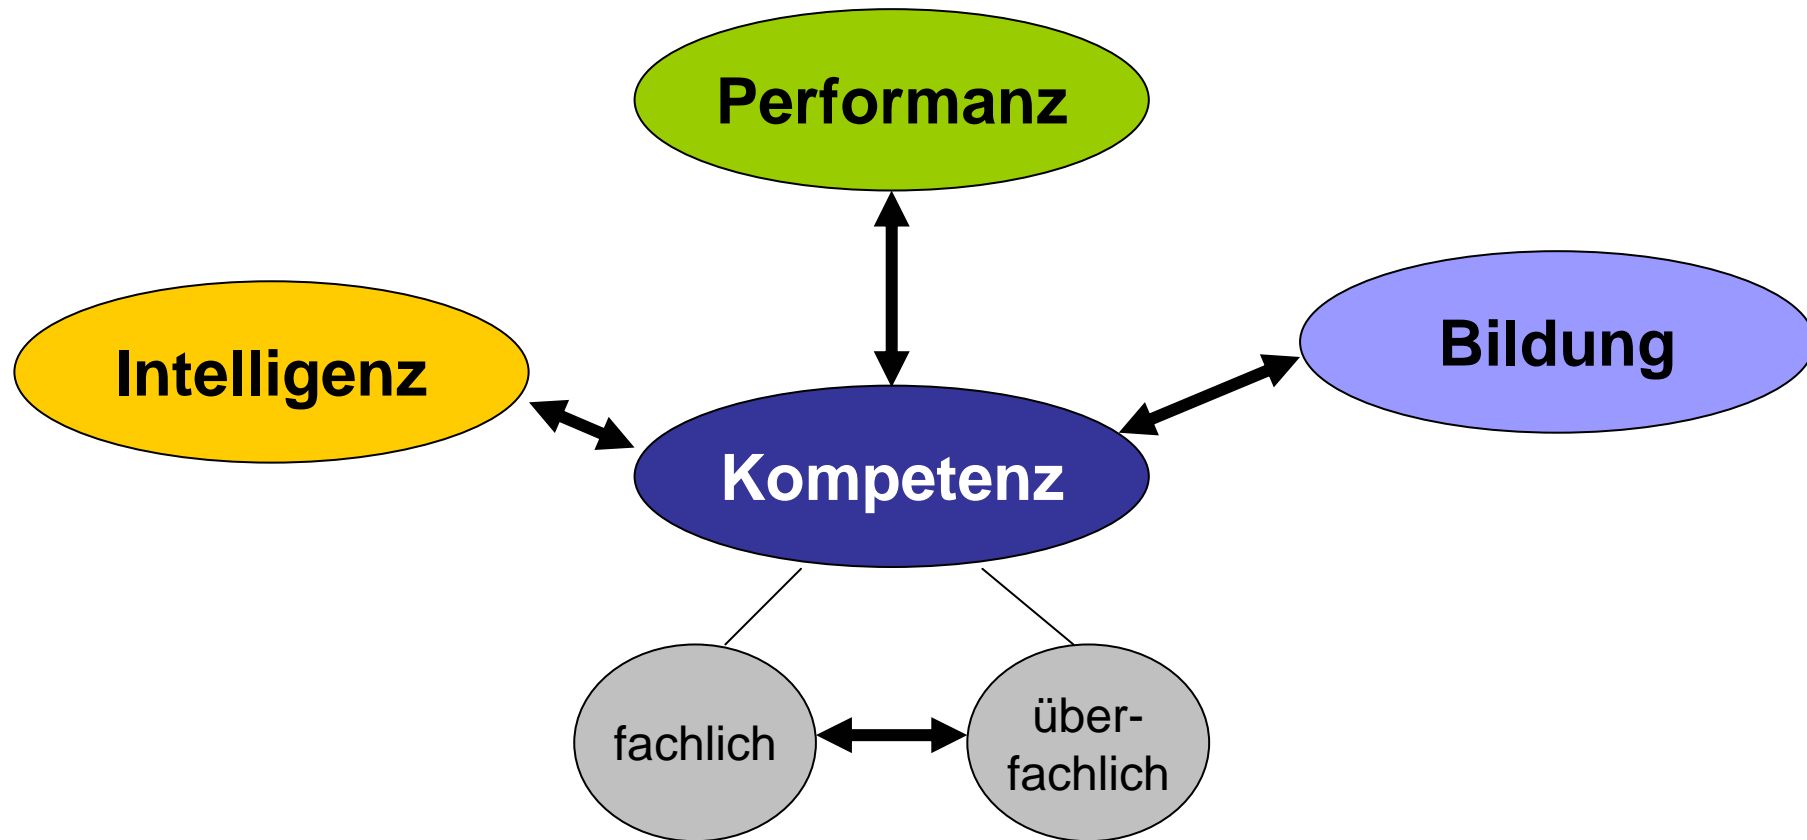 Performanz
Intelligenz
Bildung
Kompetenz
fachlich
über-
fachlich